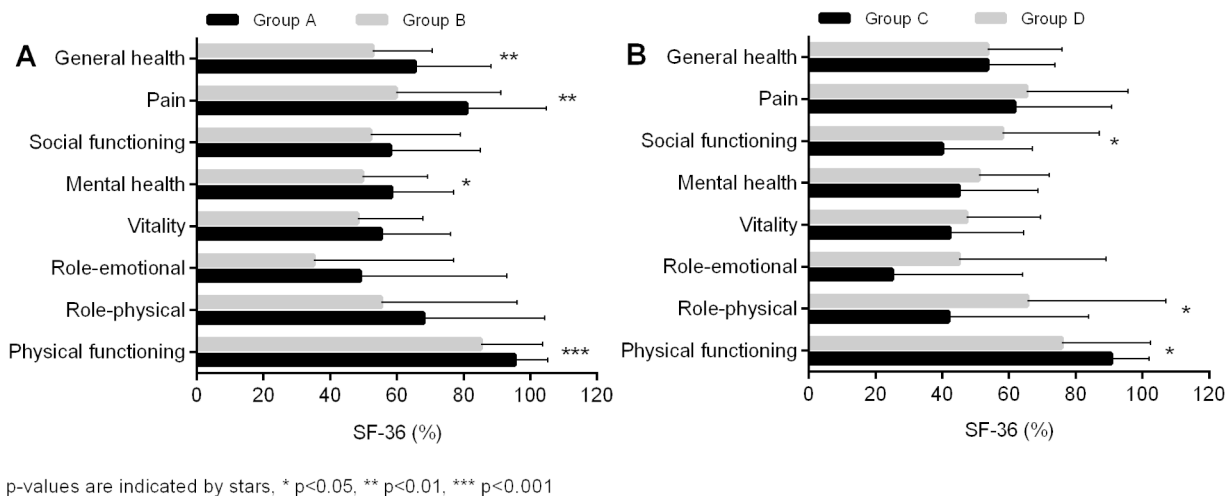 Group A Group B
A
General health **
Pain **
Social functioning
Mental health *
Vitality
Role-emotional
Role-physical
Physical functioning ***
0 20 40 60 80 100 120
SF-36 (%)
Group C Group D
B
General health
Pain
Social functioning *
Mental health
Vitality
Role-emotional
Role-physical *
Physical functioning *
0 20 40 60 80 100 120
SF-36 (%)
p-values are indicated by stars, * p<0.05, ** p<0.01, *** p<0.001